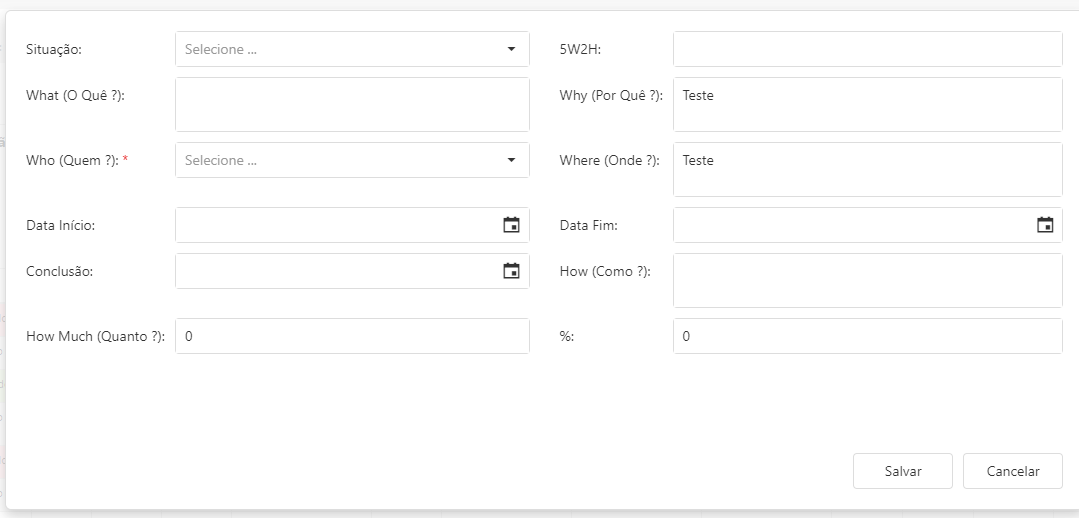 Situação: Selecione ... 5W2H:
What (O Quê ?): Why (Por Quê ?): Teste
Who (Quem ?): * Selecione ... Where (Onde ?): Teste
Data Início: Data Fim:
Conclusão: How (Como ?):
How Much (Quanto ?): 0 %: 0
Salvar Cancelar